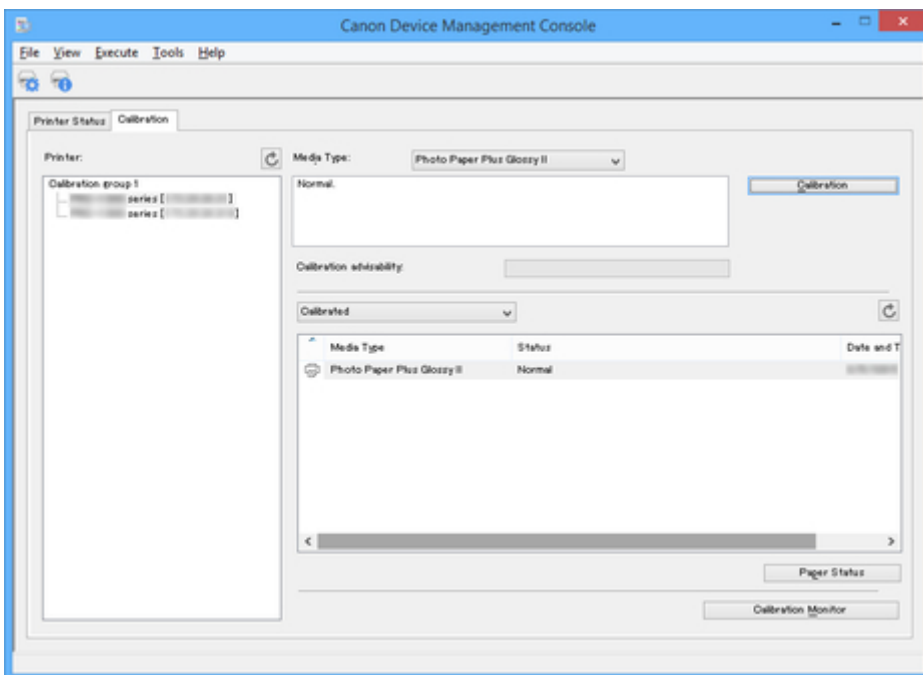 Canon Device Management Console
File View Execute Tools Help
Printer Status Calibration
Printer:
Calibration group 1
series [
]
series [
]
Media Type: Photo Paper Plus Glossy II
Normal.
Calibration
Calibration advisability:
Calibrated
Media Type Status Date and T
Photo Paper Plus Glossy II Normal
Paper Status
Calibration Monitor